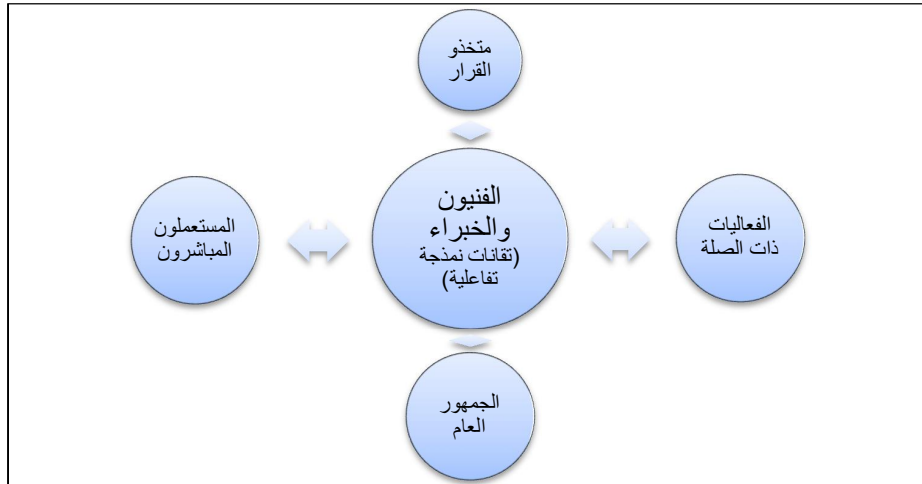 متخذو
القرار
الفعاليات
ذات الصلة
الفنيون
والخبراء
(تقانات نمذجة
تفاعلية)
المستعملون
المباشرون
الجمهور
العام